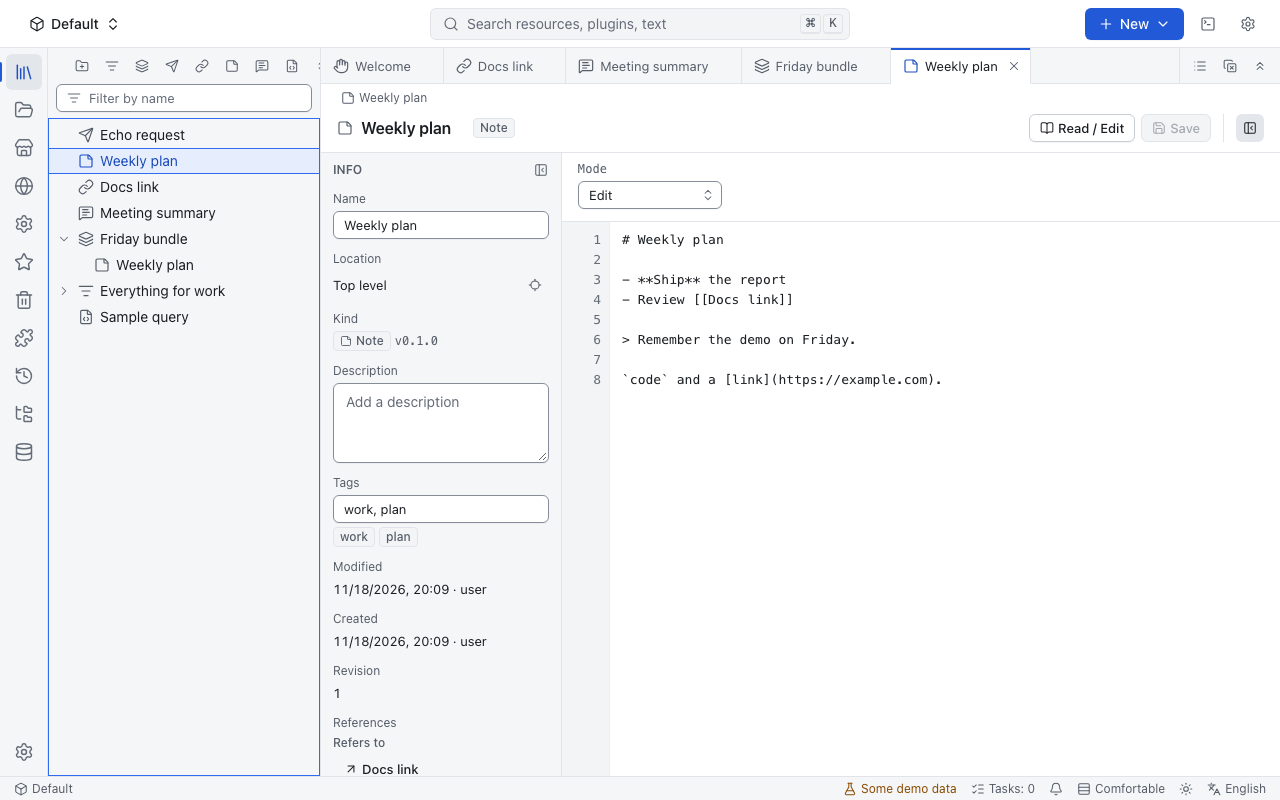 Default
Search resources, plugins, text
⌘ K
New
Filter by name
Echo request
Weekly plan
Docs link
Meeting summary
Friday bundle
Weekly plan
Everything for work
Sample query
Welcome
Docs link
Meeting summary
Friday bundle
Weekly plan
Weekly plan
Weekly plan
Note
Read / Edit
Save
INFO
Name
Weekly plan
Location
Top level
Kind
Note v0.1.0
Description
Add a description
Tags
work, plan
work plan
Modified
11/18/2026, 20:09 · user
Created
11/18/2026, 20:09 · user
Revision
1
References
Refers to
Docs link
Mode
Edit
1 # Weekly plan
2
3 - **Ship** the report
4 - Review [[Docs link]]
5
6 > Remember the demo on Friday.
7
8 `code` and a [link](https://example.com).
Default
Some demo data
Tasks: 0
Comfortable
English